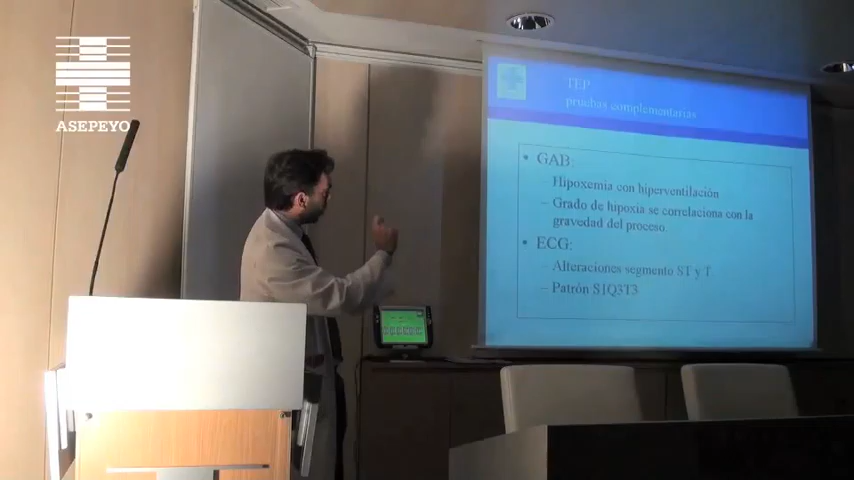 ASEPEYO
TEP
pruebas complementarias
• GAB:
Hipoxemia con hiperventilación
– Grado de hipoxia se correlaciona con la
gravedad del proceso.
• ECG:
– Alteraciones segmento ST y T
– Patrón S1Q3T3